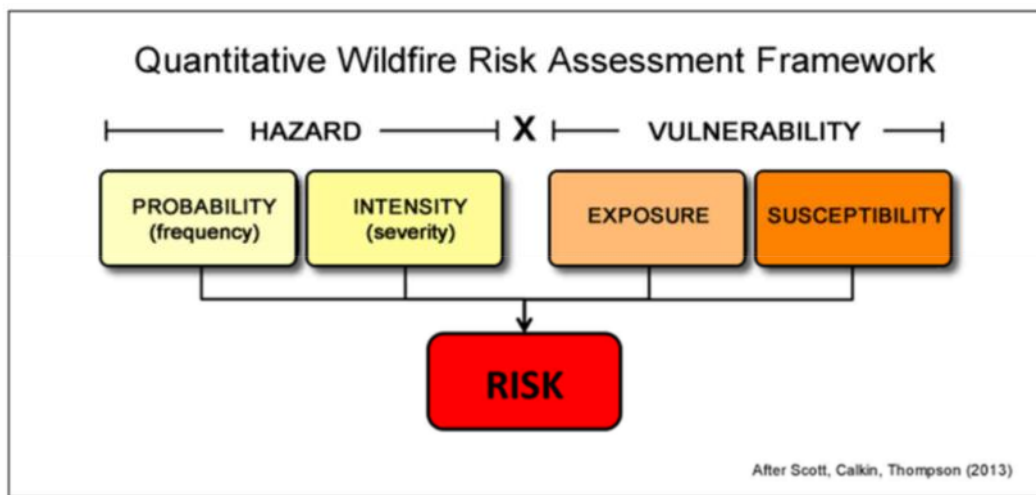 Quantitative Wildfire Risk Assessment Framework
HAZARD X VULNERABILITY
PROBABILITY
(frequency)
INTENSITY
(severity)
EXPOSURE
SUSCEPTIBILITY
RISK
After Scott, Calkin, Thompson (2013)